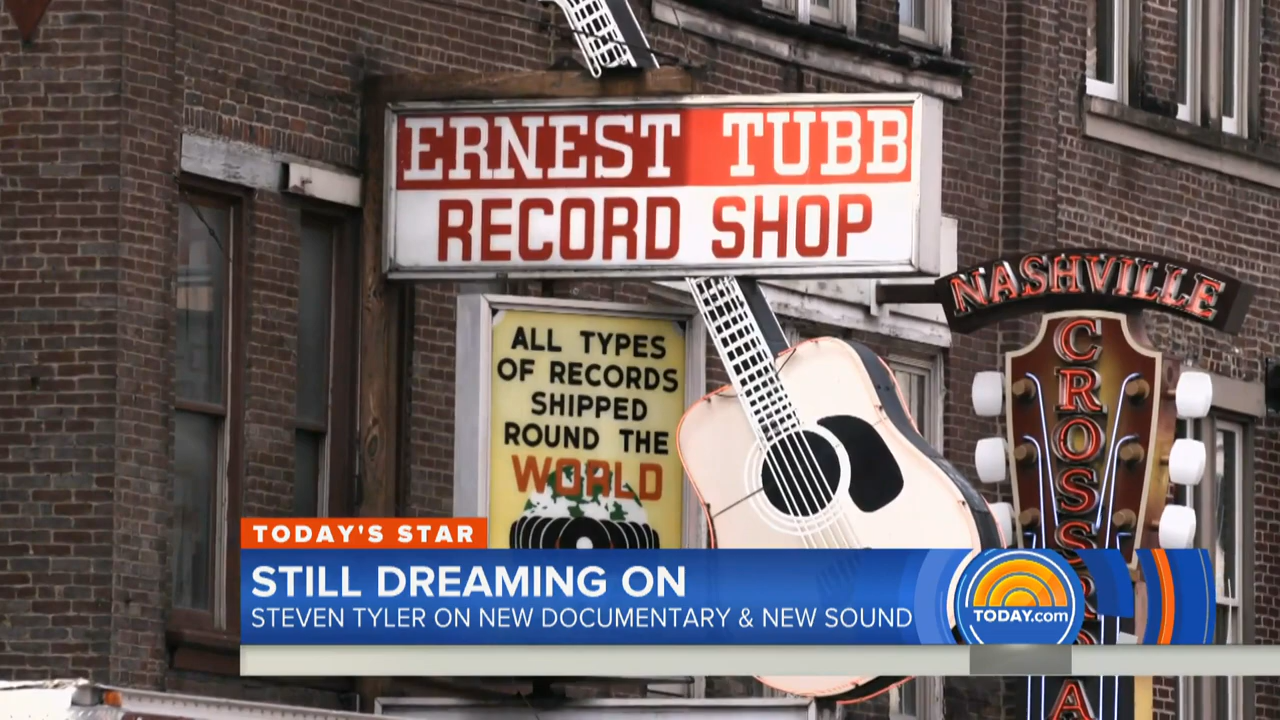 ERNEST TUBB
RECORD SHOP
ALL TYPES
OF RECORDS
SHIPPED
ROUND THE
WORLD
NASHVILLE
CROSS
TODAY'S STAR
STILL DREAMING ON
STEVEN TYLER ON NEW DOCUMENTARY & NEW SOUND
TODAY.com